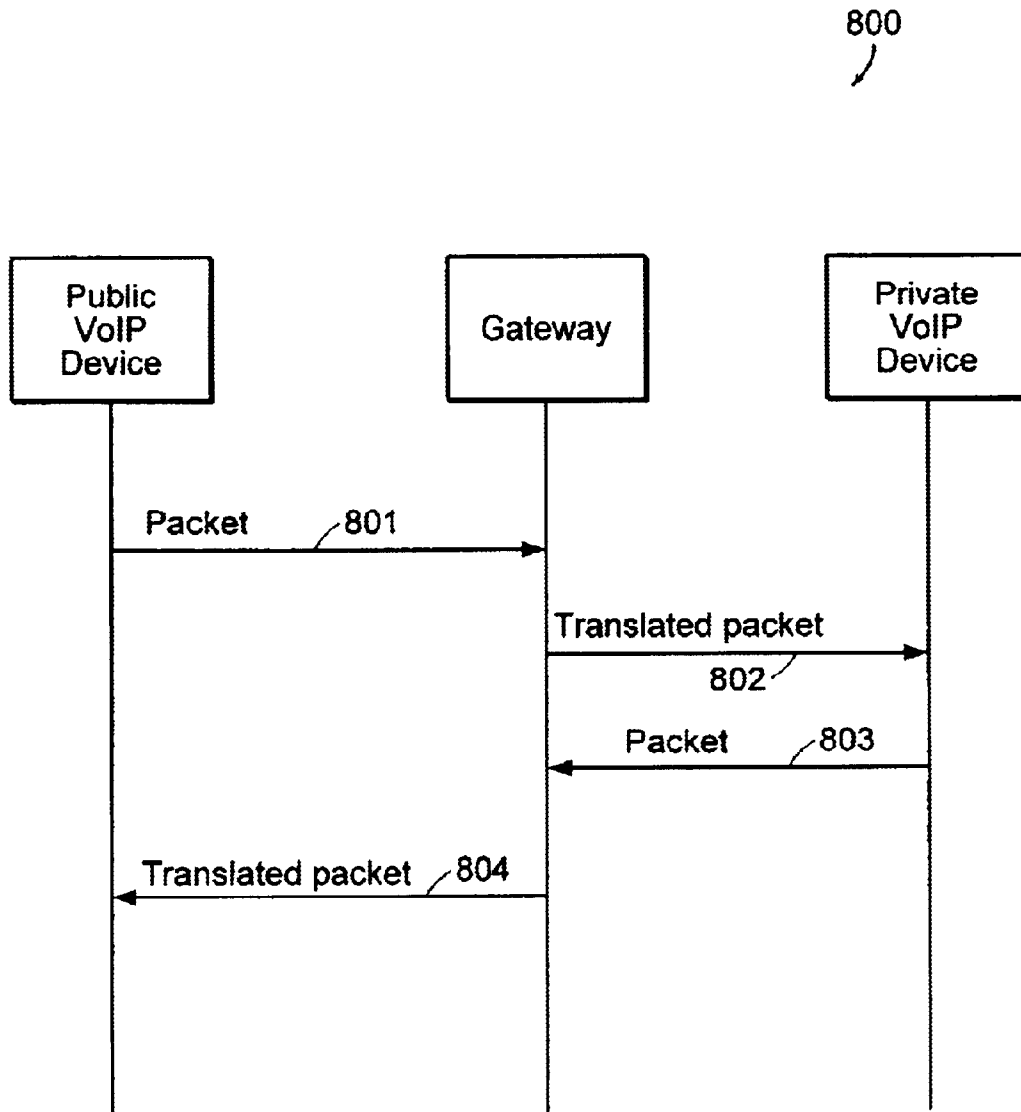 800
Public
VoIP
Device
Gateway
Private
VoIP
Device
Packet 801
Translated packet
802
Packet 803
Translated packet 804